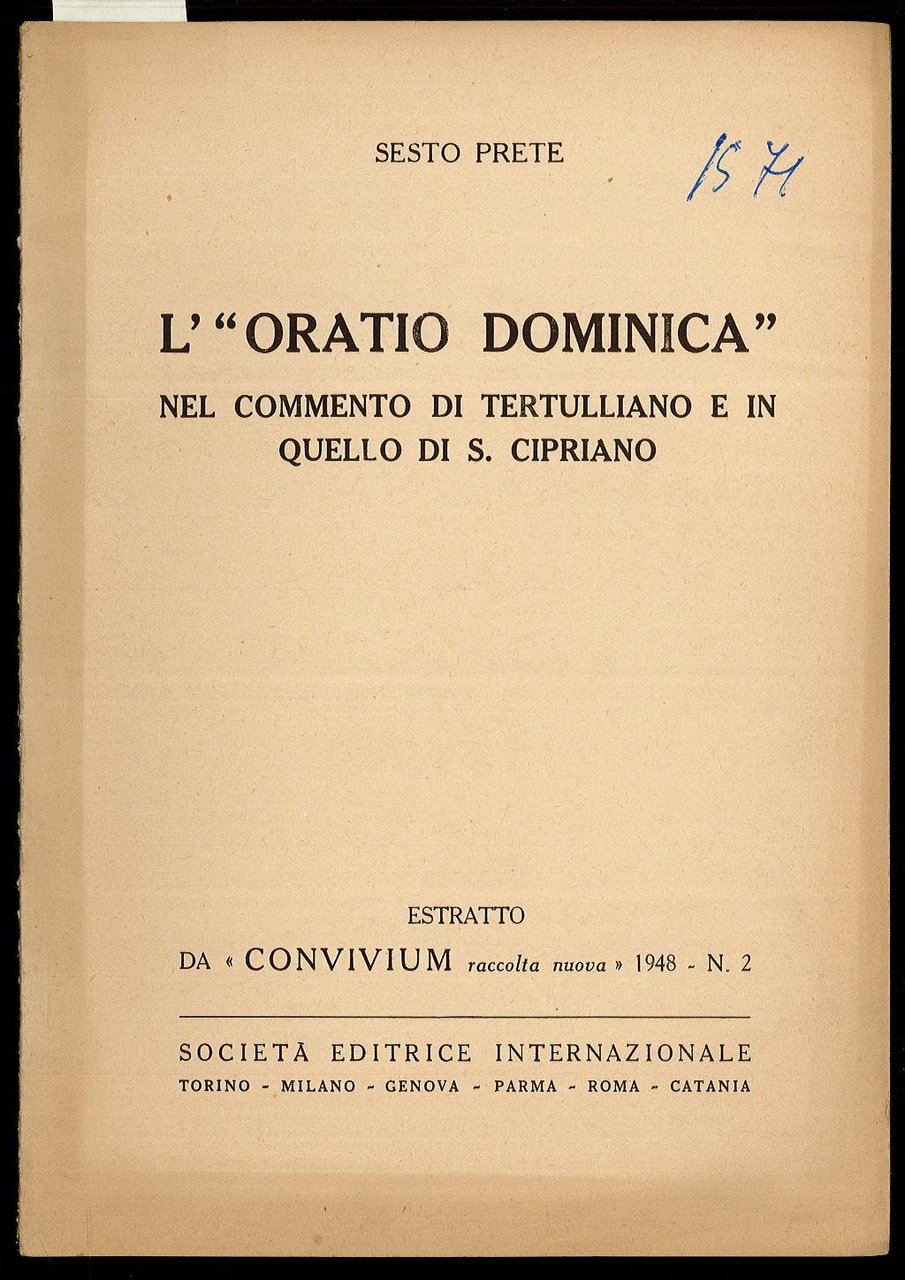 SESTO PRETE
15 71
L' “ORATIO DOMINICA”
NEL COMMENTO DI TERTULLIANO E IN
QUELLO DI S. CIPRIANO
ESTRATTO
DA « CONVIVIUM raccolta nuova » 1948 - N. 2
SOCIETÀ EDITRICE INTERNAZIONALE
TORINO - MILANO - GENOVA - PARMA - ROMA - CATANIA